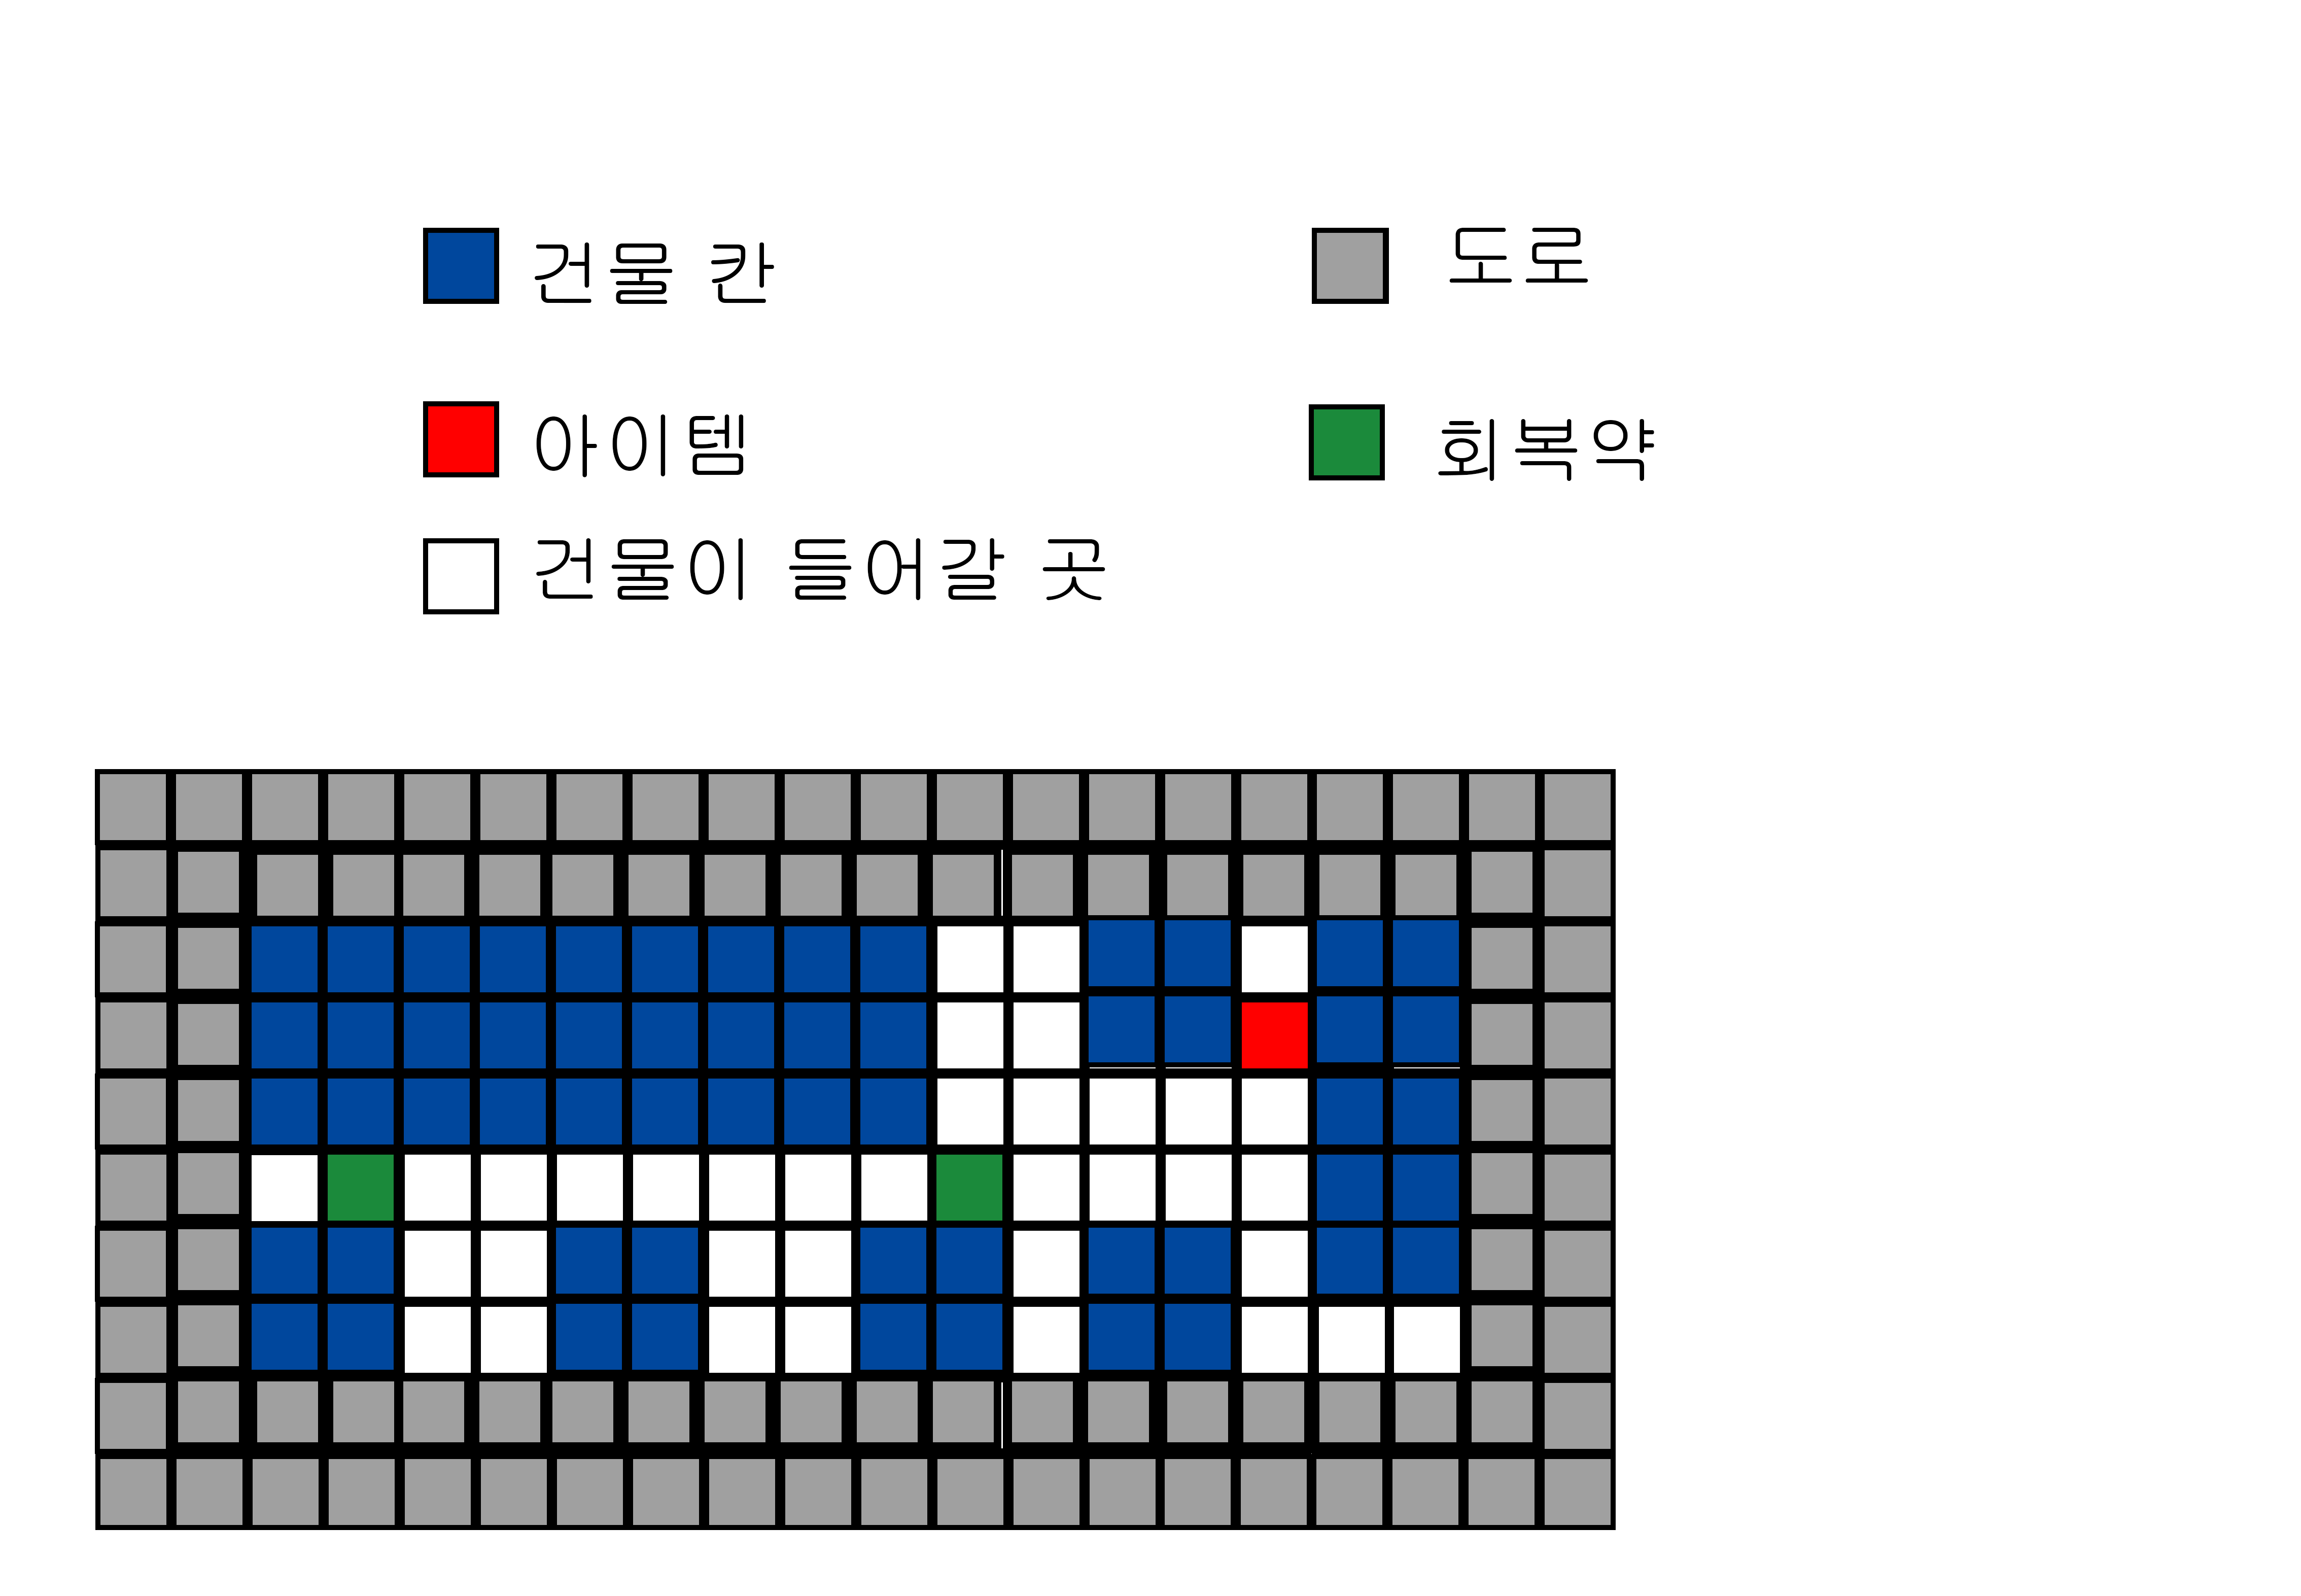 건물 칸
도로
아이템
회복약
건물이 들어갈 곳